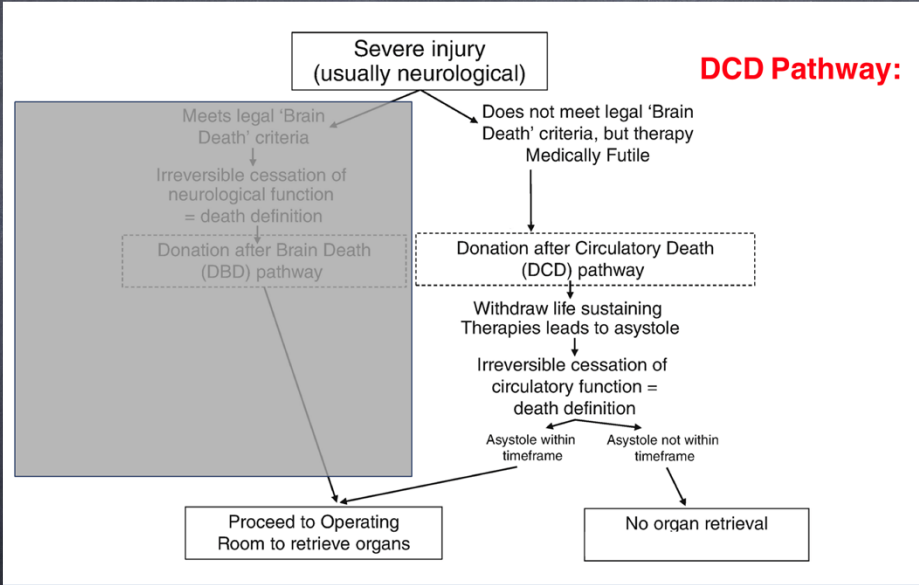 Severe injury
(usually neurological)
DCD Pathway:
Meets legal ‘Brain
Death’ criteria
Irreversible cessation of
neurological function
= death definition
Donation after Brain Death
(DBD) pathway
Does not meet legal ‘Brain
Death’ criteria, but therapy
Medically Futile
Donation after Circulatory Death
(DCD) pathway
Withdraw life sustaining
Therapies leads to asystole
Irreversible cessation of
circulatory function =
death definition
Asystole within
timeframe
Asystole not within
timeframe
Proceed to Operating
Room to retrieve organs
No organ retrieval